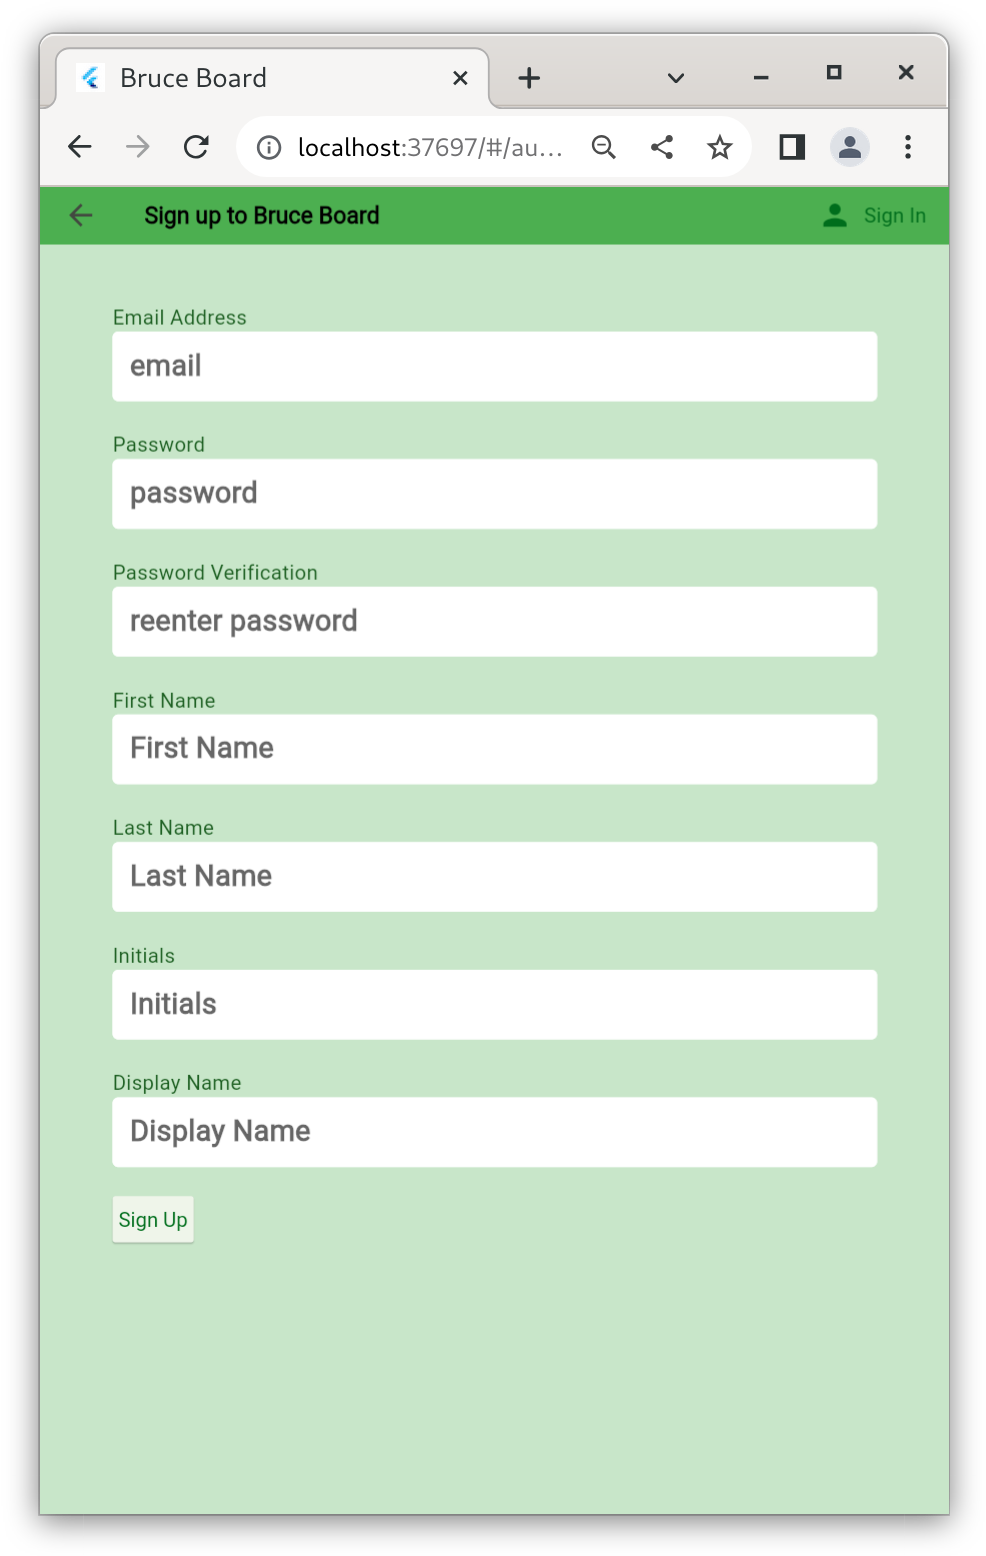 Bruce Board
localhost:37697/#/au...
Sign up to Bruce Board
Sign In
Email Address
email
Password
password
Password Verification
reenter password
First Name
First Name
Last Name
Last Name
Initials
Initials
Display Name
Display Name
Sign Up